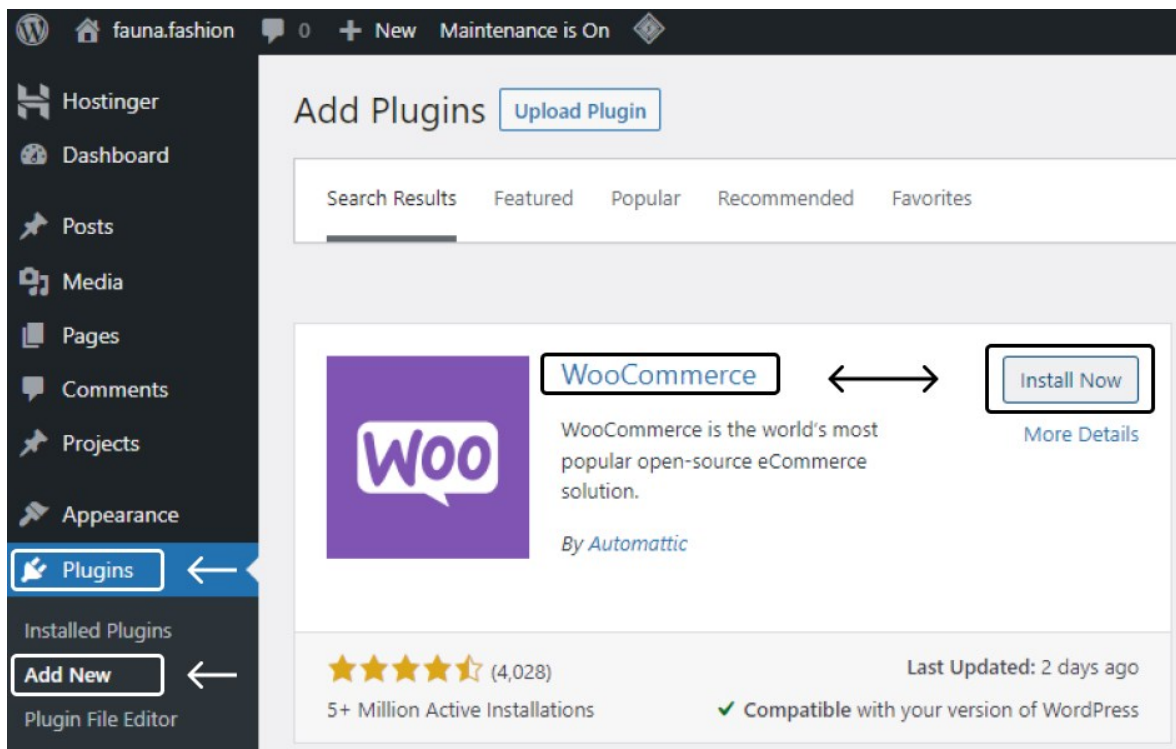 fauna.fashion 0 New Maintenance is On
Hostinger
Dashboard
Posts
Media
Pages
Comments
Projects
Appearance
Plugins
Installed Plugins
Add New
Plugin File Editor
Add Plugins Upload Plugin
Search Results Featured Popular Recommended Favorites
Woo
WooCommerce
Install Now
More Details
WooCommerce is the world's most
popular open-source eCommerce
solution.
By Automattic
(4,028)
5+ Million Active Installations
Last Updated: 2 days ago
Compatible with your version of WordPress